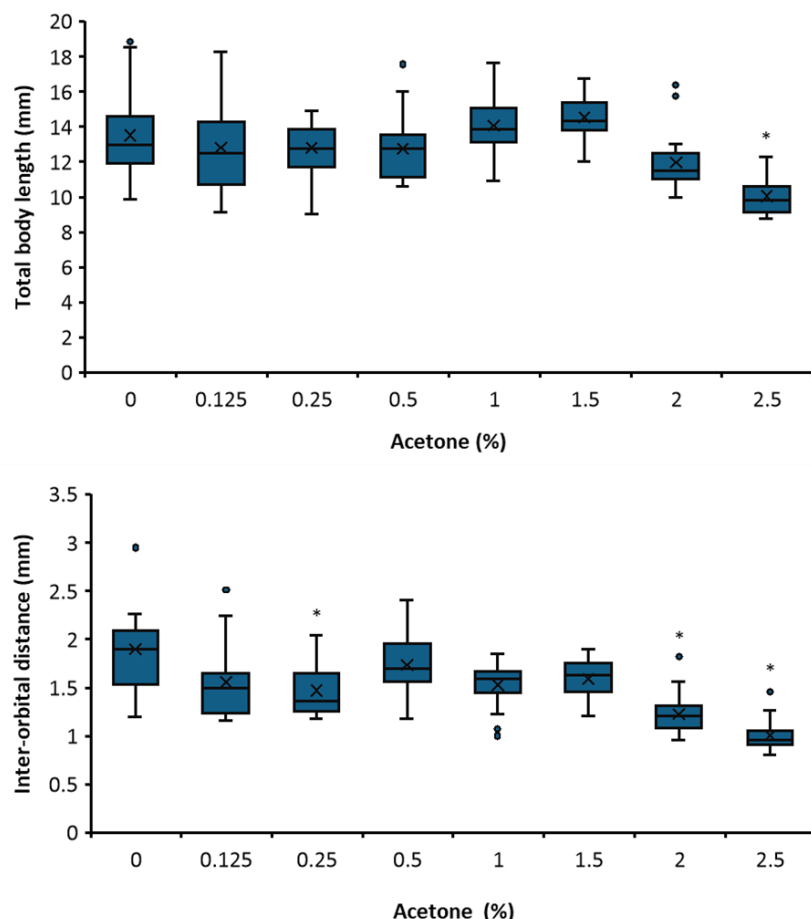 Total body length (mm)
20
18
16
14
12
10
8
6
4
2
0
*
0 0.125 0.25 0.5 1 1.5 2 2.5
Acetone (%)
Inter-orbital distance (mm)
3.5
3
2.5
2
1.5
1
0.5
0
* * *
0 0.125 0.25 0.5 1 1.5 2 2.5
Acetone (%)